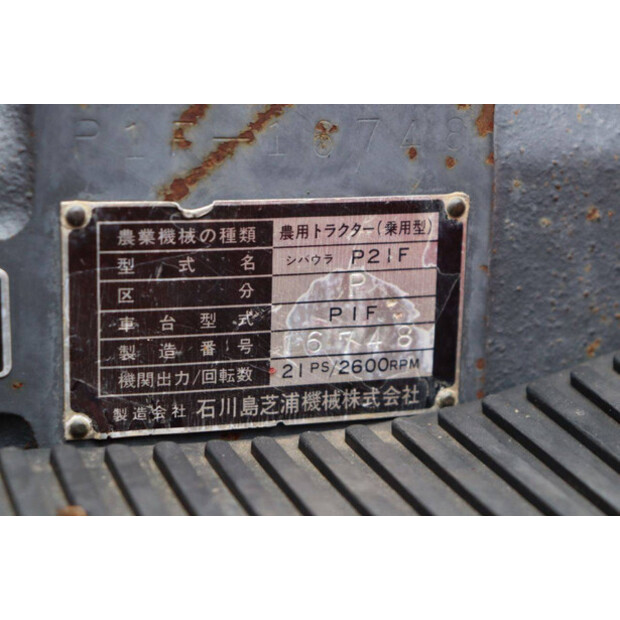 P1F-16748
農業機械の種類 農用トラクター(乗用型)
型式名 シバウラ P21F
区分 P
車台型式 P1F
製造番号 16748
機関出力/回転数 21PS/2600RPM
製造会社 石川島芝浦機械株式会社